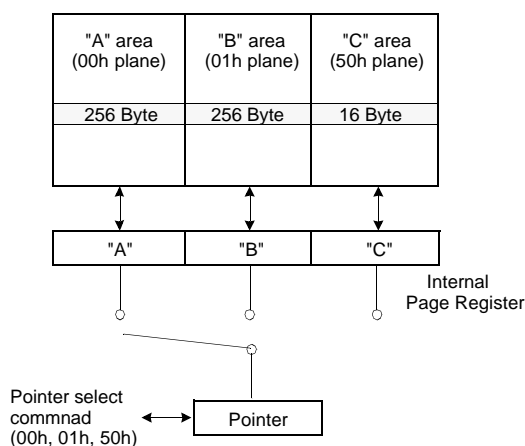 "A" area
(00h plane)
"B" area
(01h plane)
"C" area
(50h plane)
256 Byte
256 Byte
16 Byte
"A"
"B"
"C"
Internal
Page Register
Pointer select
commnad
(00h, 01h, 50h)
Pointer